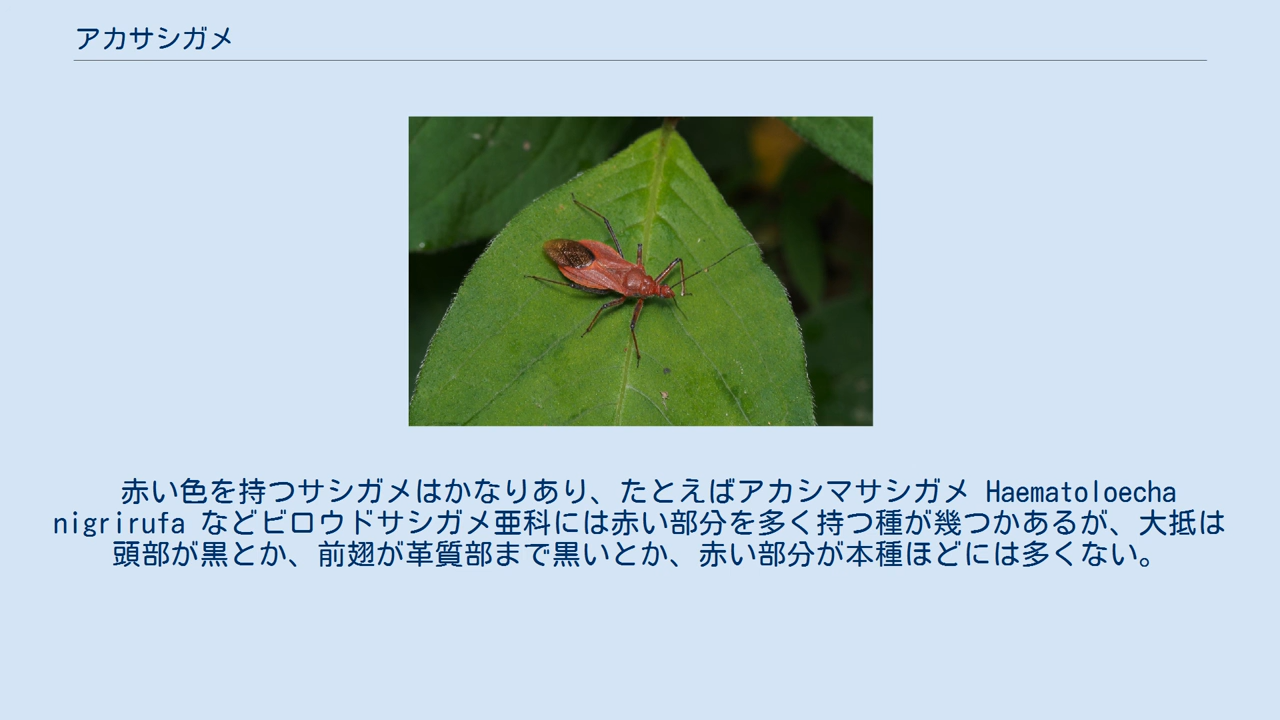 アカサシガメ
赤い色を持つサシガメはかなりあり、たとえばアカシマサシガメ Haematoloecha
nigrirufa などビロウドサシガメ亜科には赤い部分を多く持つ種が幾つかあるが、大抵は
頭部が黒とか、前翅が革質部まで黒いとか、赤い部分が本種ほどには多くない。